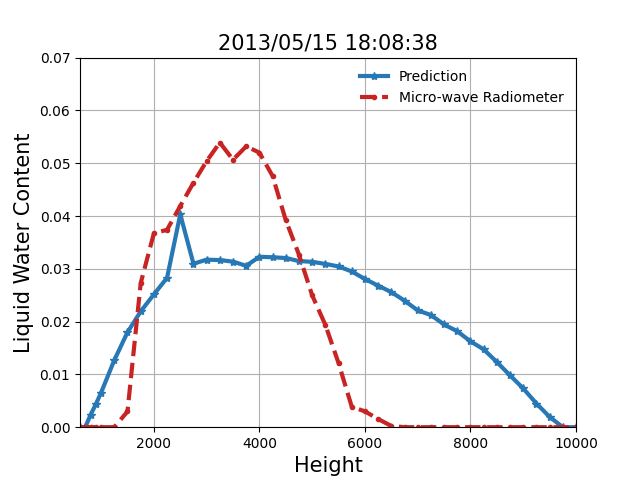 2013/05/15 18:08:38
0.07
0.06
0.05
0.04
0.03
0.02
0.01
0.00
Liquid Water Content
Prediction
Micro-wave Radiometer
2000 4000 6000 8000 10000
Height